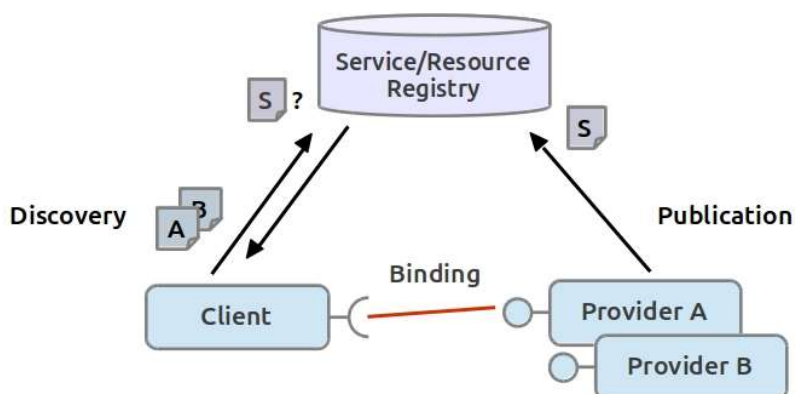 Service/Resource
Registry
S ?
S
Discovery
B
A
Publication
Binding
Client
Provider A
Provider B